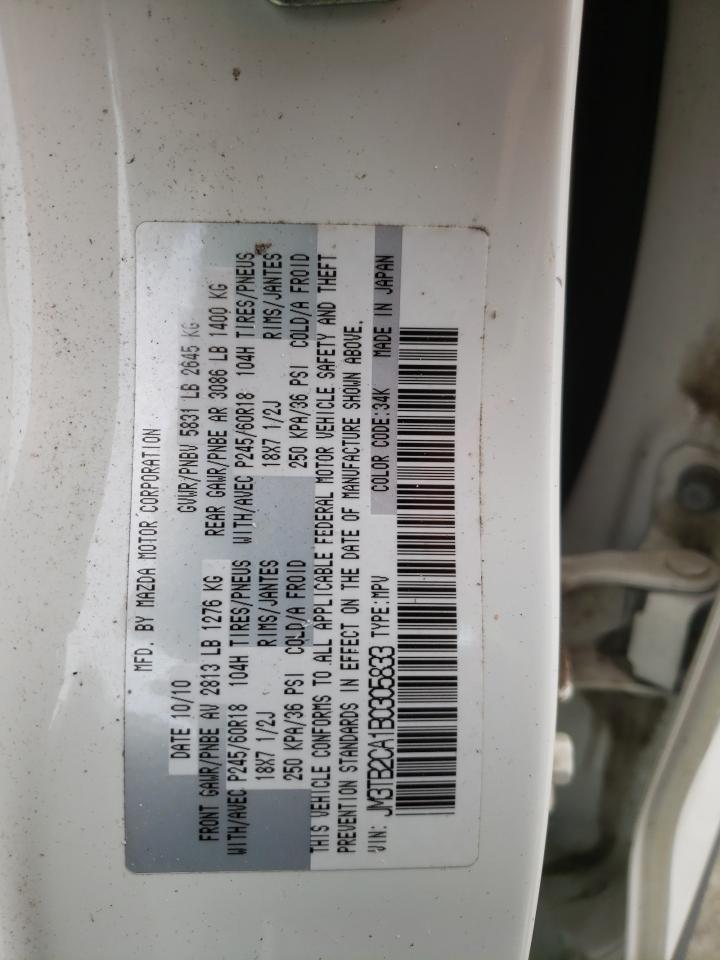 MFD. BY MAZDA MOTOR CORPORATION
DATE 10/10 GVWR/PNBV 5831 LB 2645 KG
FRONT GAWR/PNBE AV 2813 LB 1276 KG REAR GAWR/PNBE AR 3086 LB 1400 KG
WITH/AVEC P245/60R18 104H TIRES/PNEUS WITH/AVEC P245/60R18 104H TIRES/PNEUS
18X7 1/2J RIMS/JANTES 18X7 1/2J RIMS/JANTES
250 KPA/36 PSI COLD/A FROID 250 KPA/36 PSI COLD/A FROID
THIS VEHICLE CONFORMS TO ALL APPLICABLE FEDERAL MOTOR VEHICLE SAFETY AND THEFT
PREVENTION STANDARDS IN EFFECT ON THE DATE OF MANUFACTURE SHOWN ABOVE.
VIN: JM3TB2CA1B0305833 TYPE:MPV COLOR CODE:34K MADE IN JAPAN